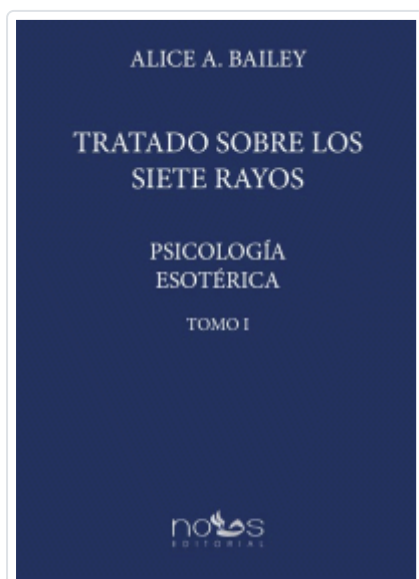 ALICE A. BAILEY
TRATADO SOBRE LOS
SIETE RAYOS
PSICOLOGÍA
ESOTÉRICA
TOMO I
EDITORIAL